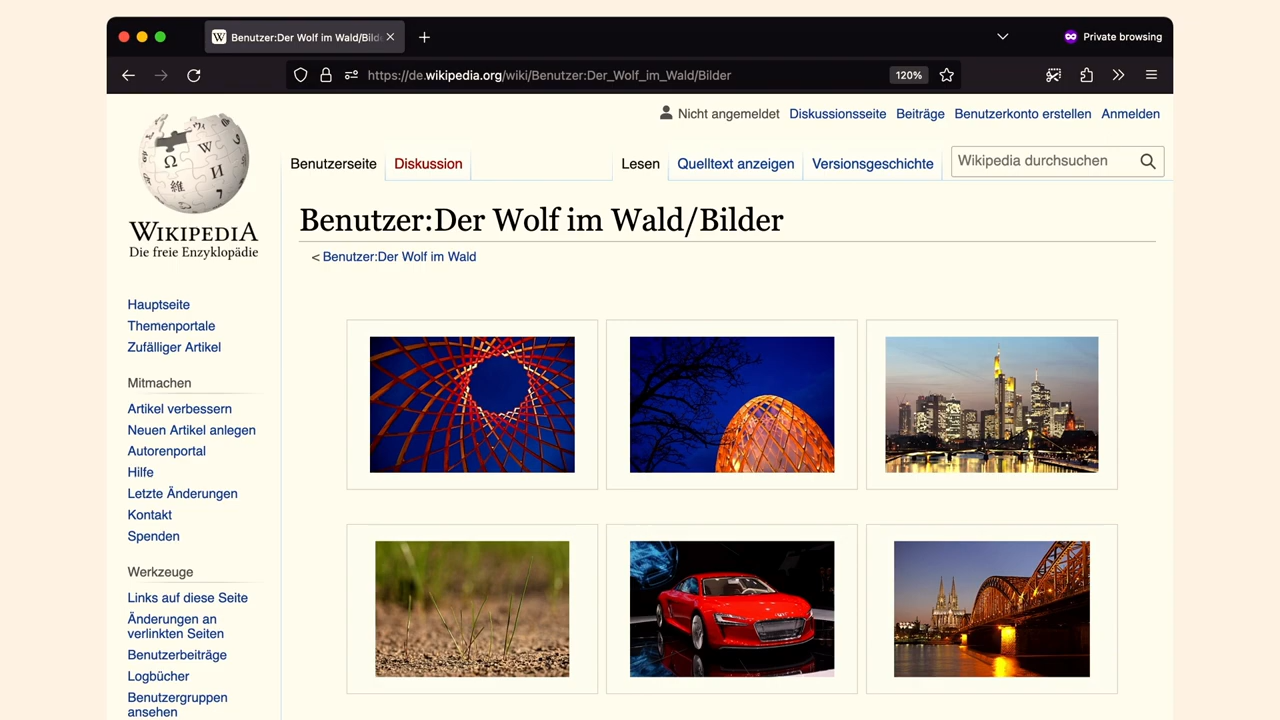 Benutzer:Der Wolf im Wald/Bild
Private browsing
https://de.wikipedia.org/wiki/Benutzer:Der_Wolf_im_Wald/Bilder
120%
Nicht angemeldet Diskussionsseite Beiträge Benutzerkonto erstellen Anmelden
Benutzerseite Diskussion Lesen Quelltext anzeigen Versionsgeschichte Wikipedia durchsuchen
WIKIPEDIA
Die freie Enzyklopädie
Benutzer:Der Wolf im Wald/Bilder
< Benutzer:Der Wolf im Wald
Hauptseite
Themenportale
Zufälliger Artikel
Mitmachen
Artikel verbessern
Neuen Artikel anlegen
Autorenportal
Hilfe
Letzte Änderungen
Kontakt
Spenden
Werkzeuge
Links auf diese Seite
Änderungen an
verlinkten Seiten
Benutzerbeiträge
Logbücher
Benutzergruppen
ansehen